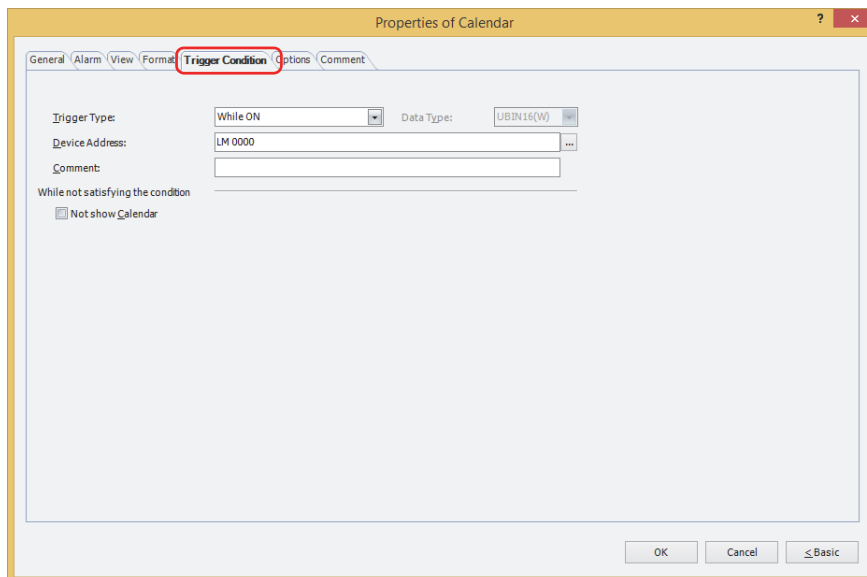 Properties of Calendar ? ×
General Alarm View Format Trigger Condition Options Comment
Trigger Type: While ON Data Type: UBIN16(W)
Device Address: LM 0000 ...
Comment:
While not satisfying the condition
Not show Calendar
OK Cancel < Basic